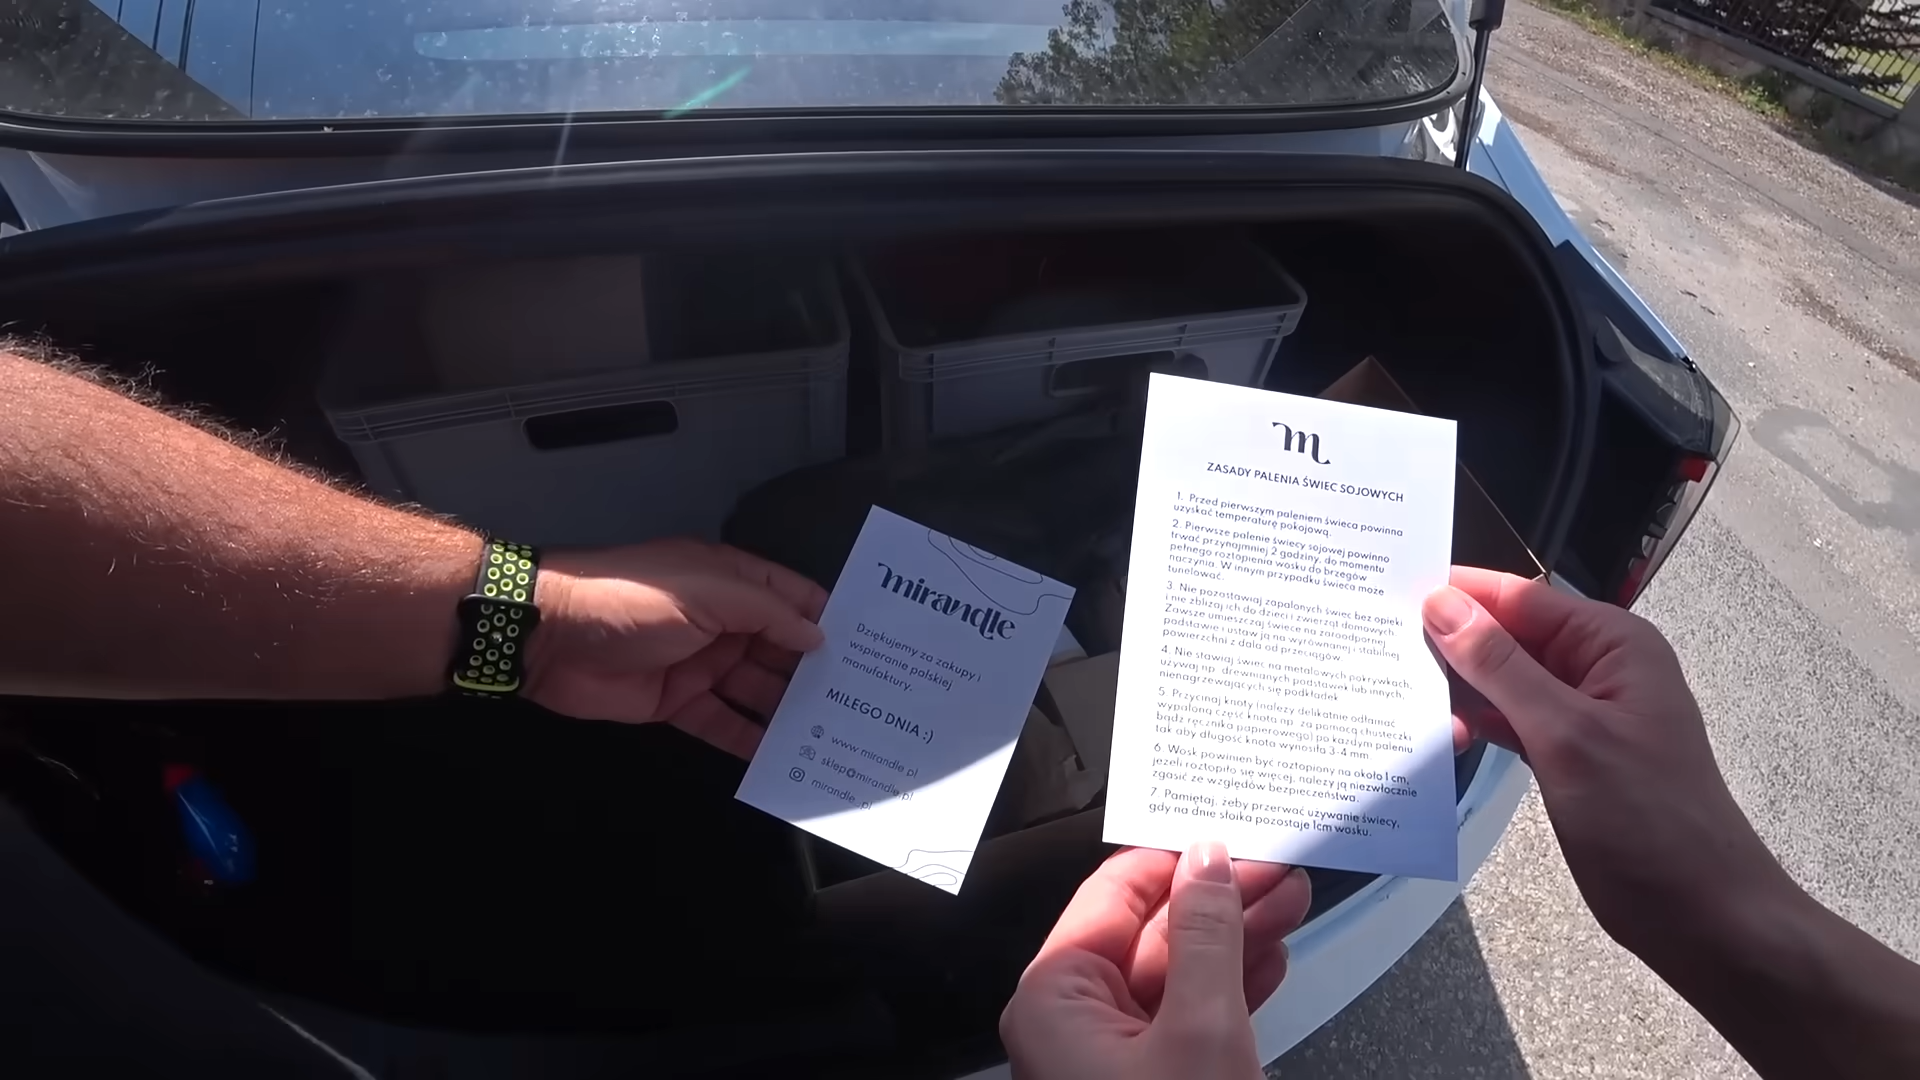 mirandle
Dziękujemy za zakupy i
wspieranie polskiej
manufaktury.
MIŁEGO DNIA :)
www.mirandle.pl
sklep@mirandle.pl
mirandle_pl
m
ZASADY PALENIA ŚWIEC SOJOWYCH
1. Przed pierwszym paleniem świeca powinna
uzyskać temperaturę pokojową.
2. Pierwsze palenie świecy sojowej powinno
trwać przynajmniej 2 godziny, do momentu
pełnego roztopienia wosku do brzegów
naczynia. W innym przypadku świeca może
tunelować.
3. Nie pozostawiaj zapalonych świec bez opieki
i nie zbliżaj ich do dzieci i zwierząt domowych.
Zawsze umieszczaj świecę na żaroodpornej
podstawie i ustaw ją na wyrównanej i stabilnej
powierzchni z dala od przeciągów.
4. Nie stawiaj świec na metalowych pokrywkach,
używaj np. drewnianych podstawek lub innych,
nienagrzewających się podkładek
5. Przycinaj knoty (należy delikatnie odłamać
wypaloną część knota np. za pomocą chusteczki
bądź ręcznika papierowego) po każdym paleniu
tak aby długość knota wynosiła 3-4 mm
6. Wosk powinien być roztopiony na około 1 cm,
jeżeli roztopiło się więcej, należy ją niezwłocznie
zgasić ze względów bezpieczeństwa.
7. Pamiętaj, żeby przerwać używanie świecy,
gdy na dnie słoika pozostaje 1cm wosku.